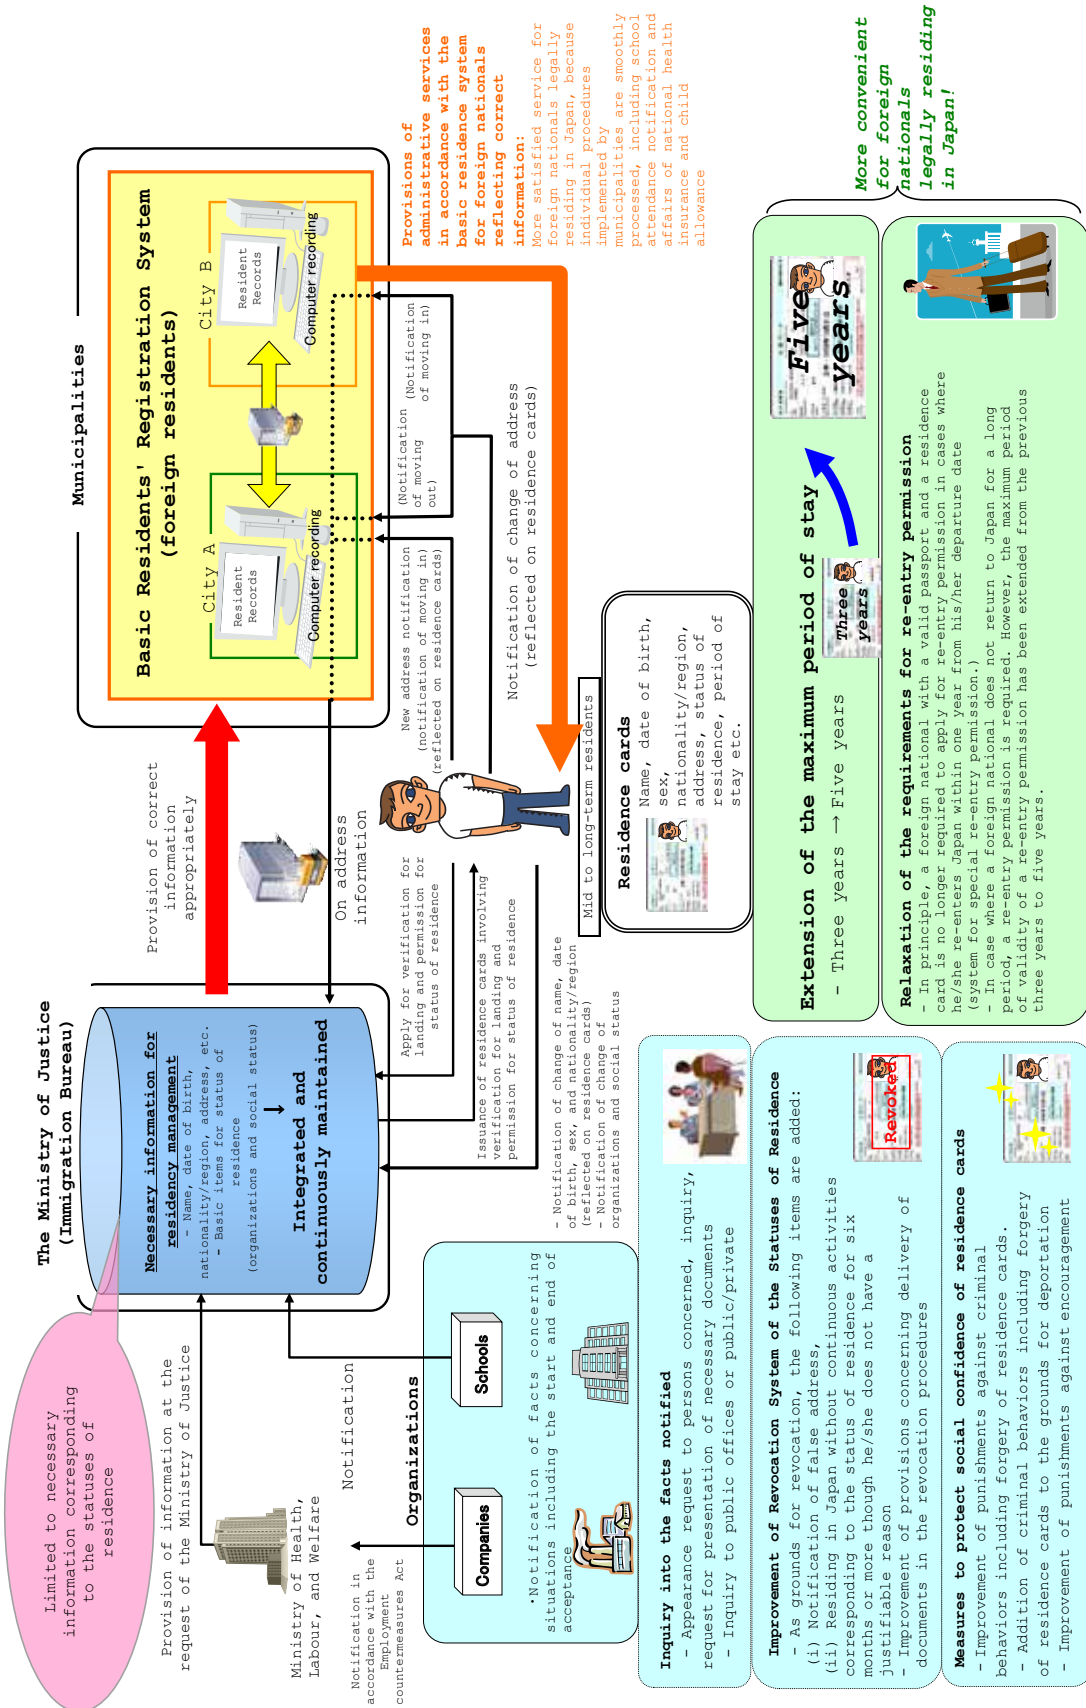 Limited to necessary
information corresponding
to the statuses of
residence
The Ministry of Justice
(Immigration Bureau)
Necessary information for
residency management
- Name, date of birth,
nationality/region, address, etc.
- Basic items for status of
residence
(organizations and social status)
Integrated and
continuously maintained
Provision of correct
information
appropriately
On address
information
Municipalities
Basic Residents' Registration System
(foreign residents)
City A
Resident
Records
Computer recording
City B
Resident
Records
Computer recording
Provision of information at the
request of the Ministry of Justice
Ministry of Health,
Labour, and Welfare
Notification in
accordance with the
Employment
countermeasures Act
Notification
Organizations
Companies
Schools
・Notification of facts concerning
situations including the start and end of
acceptance
Apply for verification for
landing and permission for
status of residence
Issuance of residence cards involving
verification for landing and
permission for status of residence
- Notification of change of name, date
of birth, sex, and nationality/region
(reflected on residence cards)
- Notification of change of
organizations and social status
New address notification
(notification of moving in)
(reflected on residence cards)
(Notification
of moving
out)
(Notification
of moving in)
Notification of change of address
(reflected on residence cards)
Provisions of
administrative services
in accordance with the
basic residence system
for foreign nationals
reflecting correct
information:
More satisfied service for
foreign nationals legally
residing in Japan, because
individual procedures
implemented by
municipalities are smoothly
processed, including school
attendance notification and
affairs of national health
insurance and child
allowance
Mid to long-term residents
Residence cards
Name, date of birth,
sex,
nationality/region,
address, status of
residence, period of
stay etc.
Inquiry into the facts notified
- Appearance request to persons concerned, inquiry,
request for presentation of necessary documents
- Inquiry to public offices or public/private
Improvement of Revocation System of the Statuses of Residence
- As grounds for revocation, the following items are added:
(i) Notification of false address,
(ii) Residing in Japan without continuous activities
corresponding to the status of residence for six
months or more though he/she does not have a
justifiable reason
- Improvement of provisions concerning delivery of
documents in the revocation procedures
Revoked
Measures to protect social confidence of residence cards
- Improvement of punishments against criminal
behaviors including forgery of residence cards.
- Addition of criminal behaviors including forgery
of residence cards to the grounds for deportation
- Improvement of punishments against encouragement
Extension of the maximum period of stay
- Three years → Five years
Three
years
Five
years
Relaxation of the requirements for re-entry permission
- In principle, a foreign national with a valid passport and a residence
card is no longer required to apply for re-entry permission in cases where
he/she re-enters Japan within one year from his/her departure date
(system for special re-entry permission.)
- In case where a foreign national does not return to Japan for a long
period, a re-entry permission is required. However, the maximum period
of validity of a re-entry permission has been extended from the previous
three years to five years.
More convenient
for foreign
nationals
legally residing
in Japan!